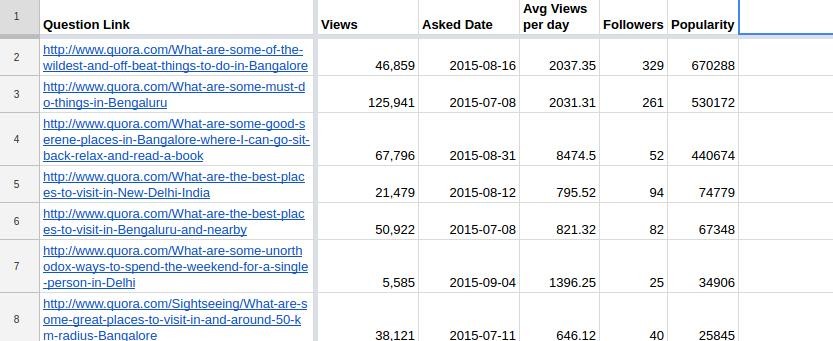 1 Question Link Views Asked Date Avg Views per day Followers Popularity
2 http://www.quora.com/What-are-some-of-the-
wildest-and-off-beat-things-to-do-in-Bangalore 46,859 2015-08-16 2037.35 329 670288
3 http://www.quora.com/What-are-some-must-d
o-things-in-Bengaluru 125,941 2015-07-08 2031.31 261 530172
4 http://www.quora.com/What-are-some-good-s
erene-places-in-Bangalore-where-I-can-go-sit-
back-relax-and-read-a-book 67,796 2015-08-31 8474.5 52 440674
5 http://www.quora.com/What-are-the-best-plac
es-to-visit-in-New-Delhi-India 21,479 2015-08-12 795.52 94 74779
6 http://www.quora.com/What-are-the-best-plac
es-to-visit-in-Bengaluru-and-nearby 50,922 2015-07-08 821.32 82 67348
7 http://www.quora.com/What-are-some-unorth
odox-ways-to-spend-the-weekend-for-a-single
-person-in-Delhi 5,585 2015-09-04 1396.25 25 34906
8 http://www.quora.com/Sightseeing/What-are-s
ome-great-places-to-visit-in-and-around-50-k
m-radius-Bangalore 38,121 2015-07-11 646.12 40 25845